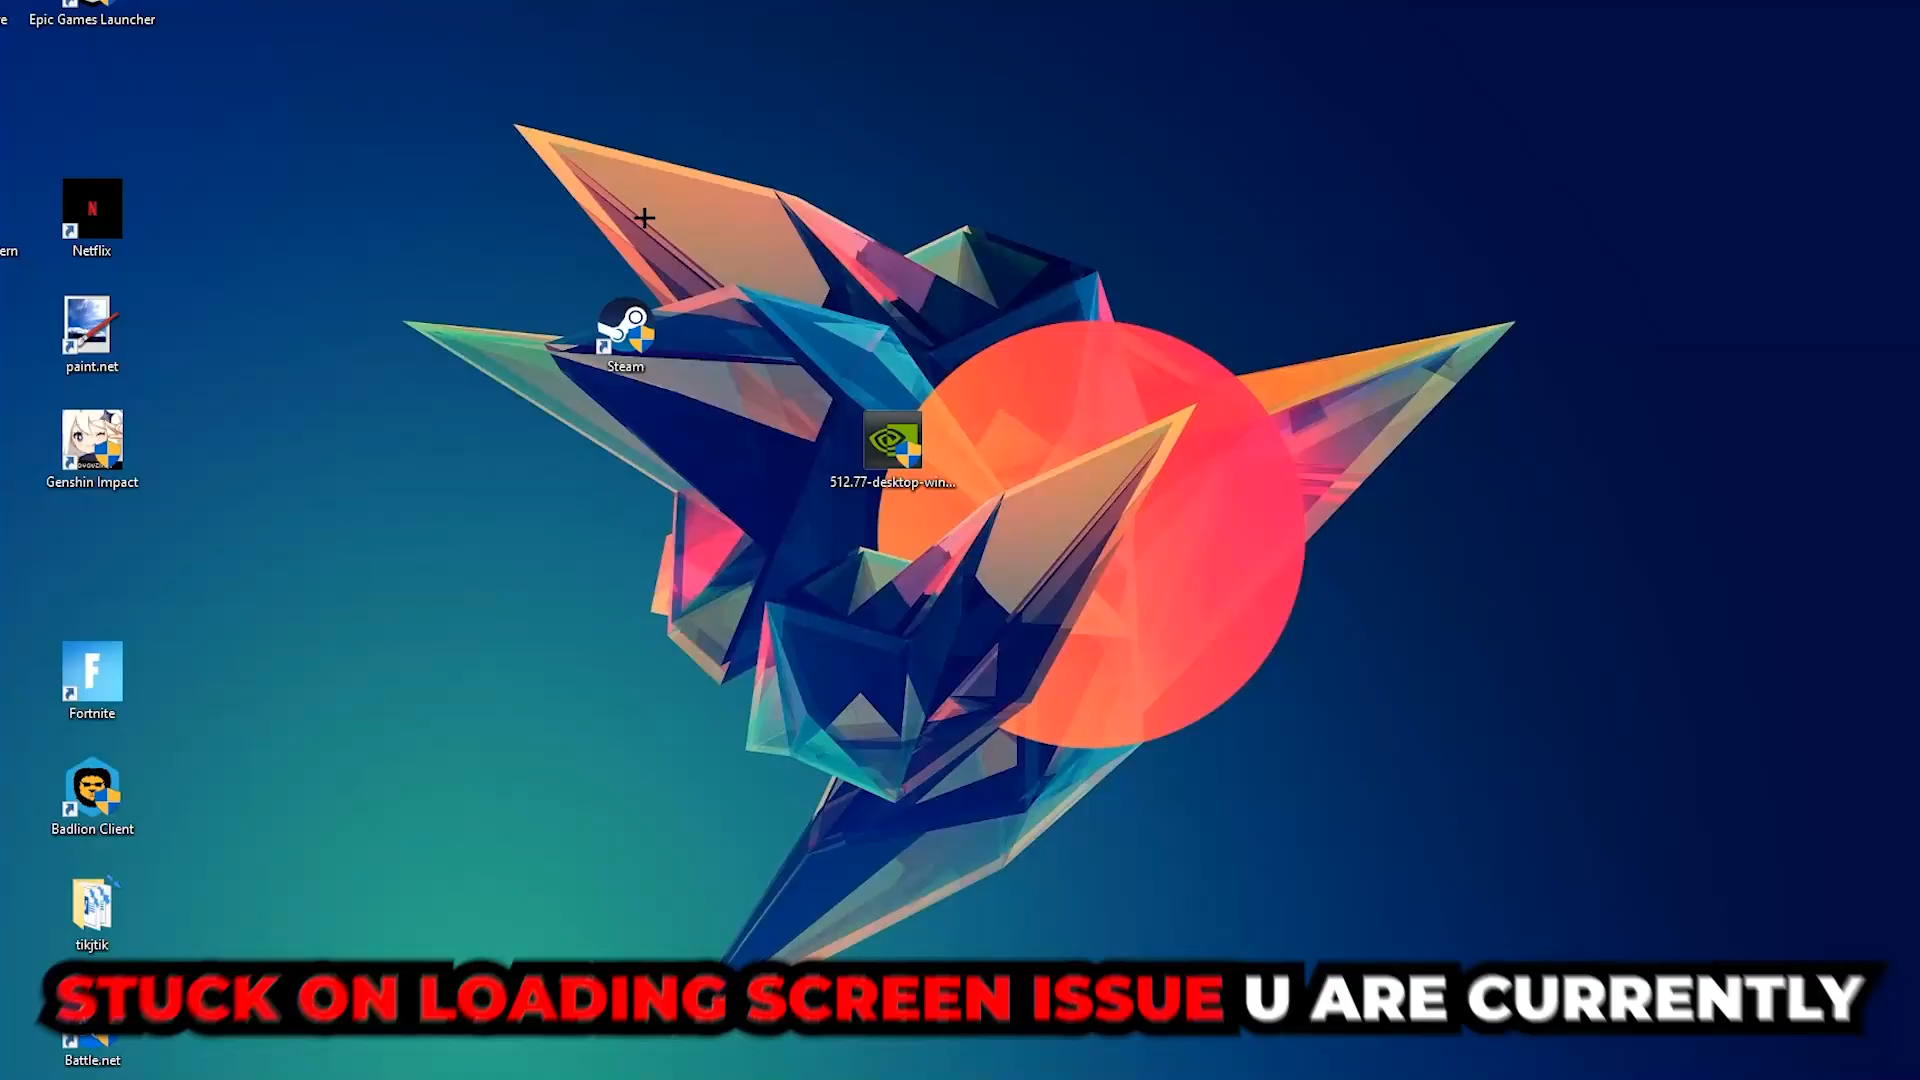 Epic Games Launcher
N
Netflix
ern
paint.net
Steam
Genshin Impact
512.77-desktop-win...
F
Fortnite
Badlion Client
tikjtik
STUCK ON LOADING SCREEN ISSUE U ARE CURRENTLY
Battle.net